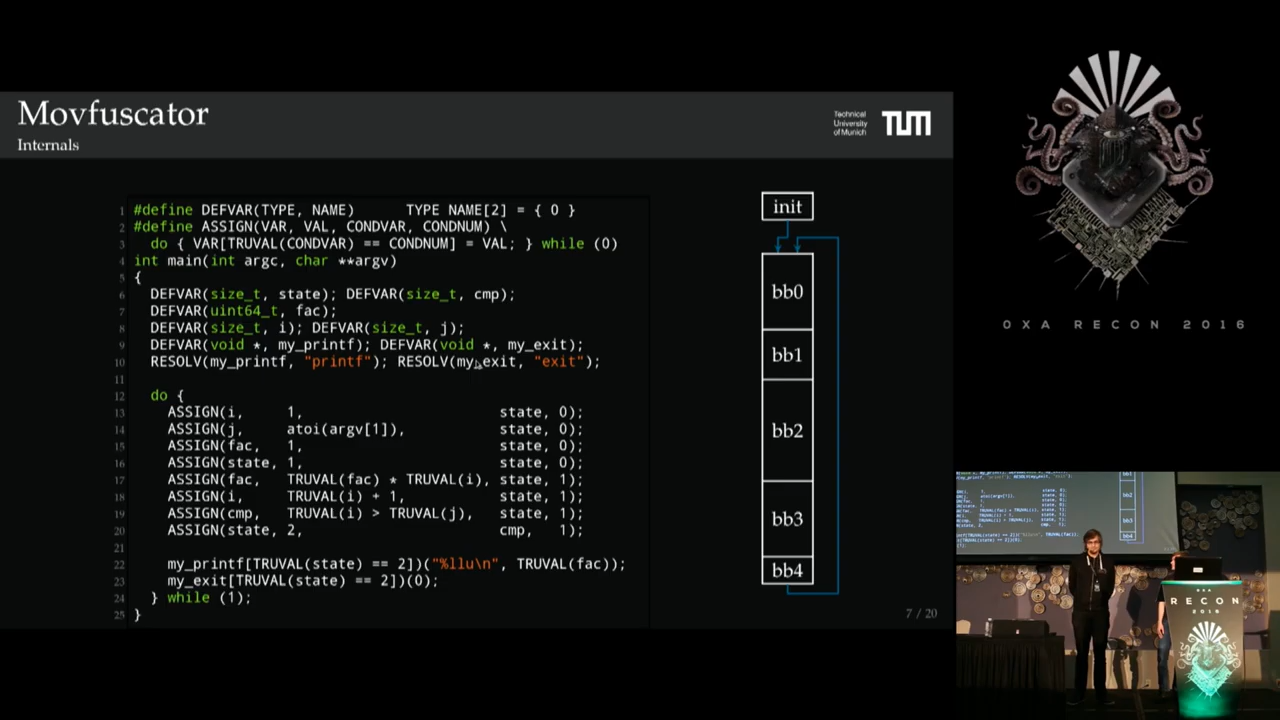 Movfuscator
Internals
Technical
University
of Munich
TUM
1 #define DEFVAR(TYPE, NAME)      TYPE NAME[2] = { 0 }
2 #define ASSIGN(VAR, VAL, CONDVAR, CONDNUM) \
3   do { VAR[TRUVAL(CONDVAR) == CONDNUM] = VAL; } while (0)
4 int main(int argc, char **argv)
5 {
6   DEFVAR(size_t, state); DEFVAR(size_t, cmp);
7   DEFVAR(uint64_t, fac);
8   DEFVAR(size_t, i); DEFVAR(size_t, j);
9   DEFVAR(void *, my_printf); DEFVAR(void *, my_exit);
10   RESOLV(my_printf, "printf"); RESOLV(my_exit, "exit");
11
12   do {
13     ASSIGN(i,     1,                       state, 0);
14     ASSIGN(j,     atoi(argv[1]),           state, 0);
15     ASSIGN(fac,   1,                       state, 0);
16     ASSIGN(state, 1,                       state, 0);
17     ASSIGN(fac,   TRUVAL(fac) * TRUVAL(i), state, 1);
18     ASSIGN(i,     TRUVAL(i) + 1,           state, 1);
19     ASSIGN(cmp,   TRUVAL(i) > TRUVAL(j),   state, 1);
20     ASSIGN(state, 2,                       cmp,   1);
21
22     my_printf[TRUVAL(state) == 2])("%llu\n", TRUVAL(fac));
23     my_exit[TRUVAL(state) == 2])(0);
24   } while (1);
25 }
init
bb0
bb1
bb2
bb3
bb4
7 / 20
0XA RECON 2016
0XA
RECON
2016